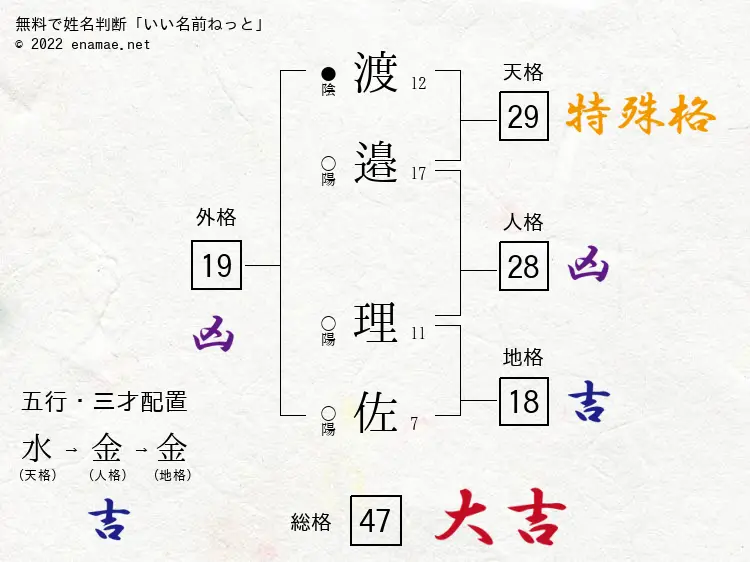 無料で姓名判断「いい名前ねっと」
© 2022 enamae.net
天格
29 特殊格
人格
28 凶
地格
18 吉
外格
19
凶
●陰 渡 12
○陽 邉 17
○陽 理 11
○陽 佐 7
五行・三才配置
水→金→金
(天格) (人格) (地格)
吉
総格 47 大吉